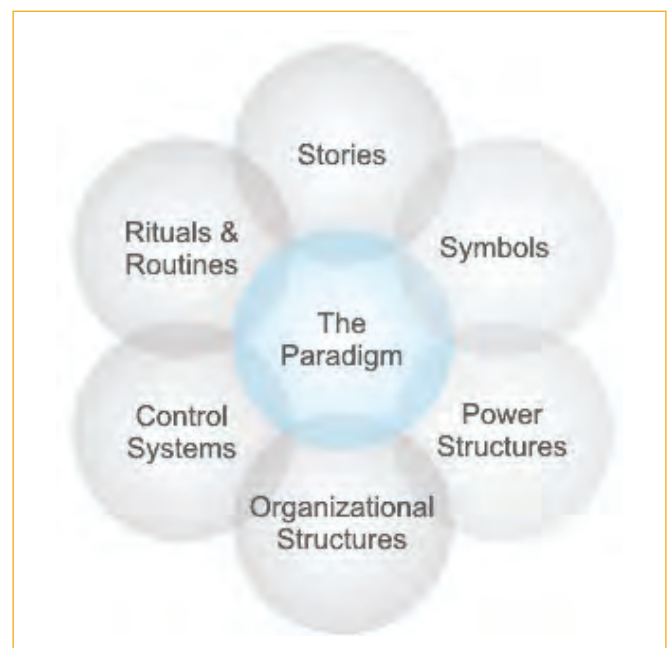 Stories
Symbols
Power
Structures
Organizational
Structures
Control
Systems
Rituals &
Routines
The
Paradigm